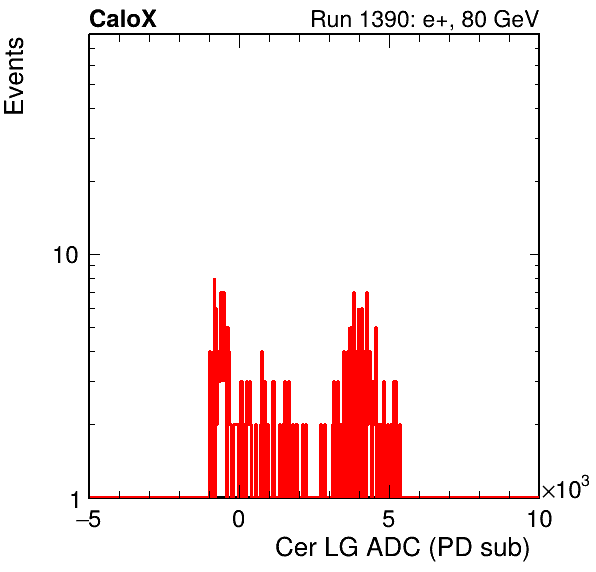 CaloX Run 1390: e+, 80 GeV
Events
10
1
−5 0 5 10
×10³
Cer LG ADC (PD sub)